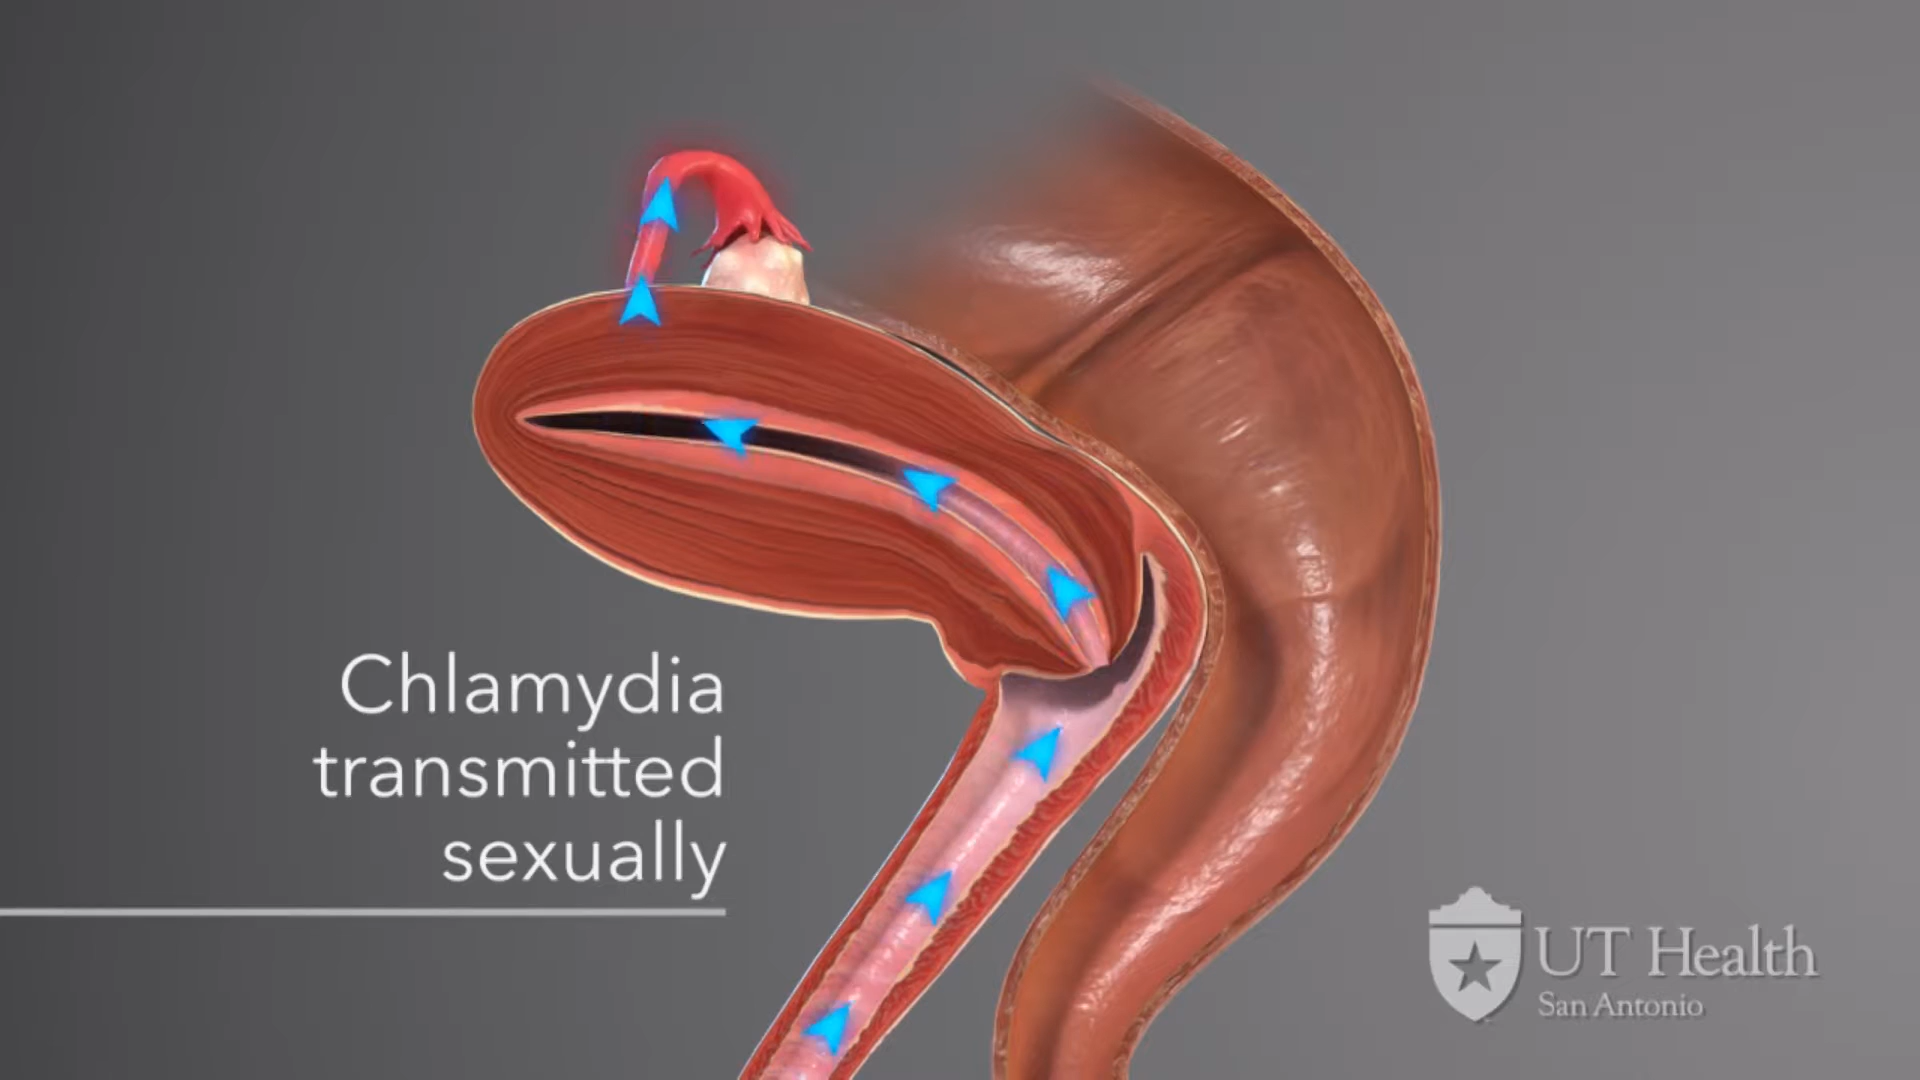 Chlamydia
transmitted
sexually
UT Health
San Antonio